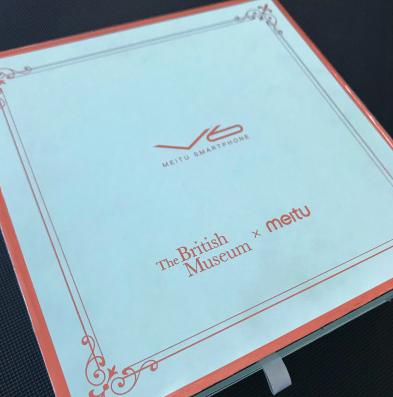 V6
MEITU SMARTPHONE
The British
Museum × meitu